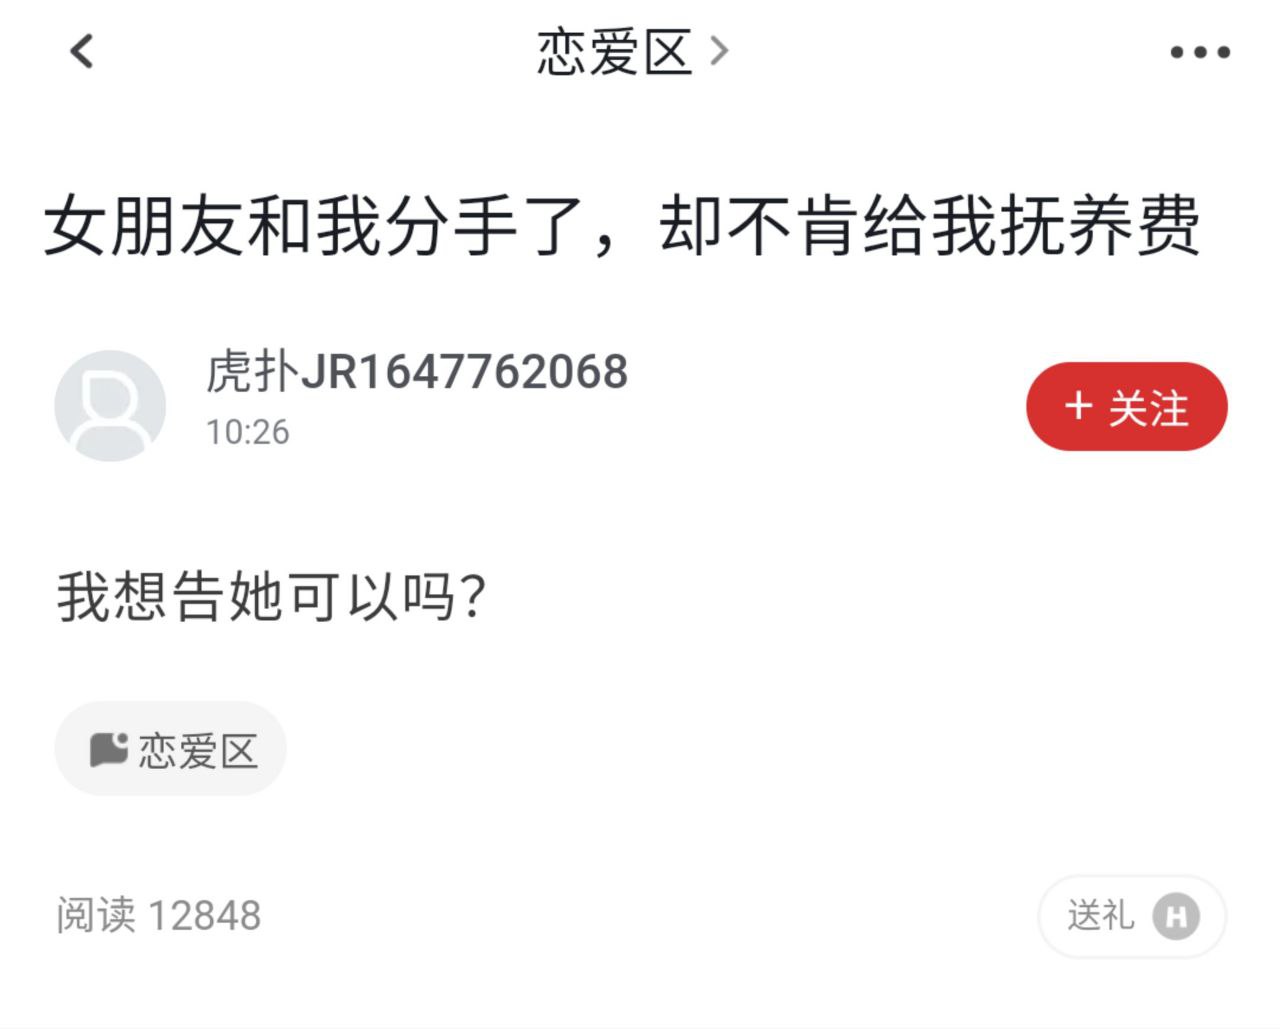 恋爱区
女朋友和我分手了，却不肯给我抚养费
虎扑JR1647762068
10:26
+ 关注
我想告她可以吗？
恋爱区
阅读 12848
送礼 H